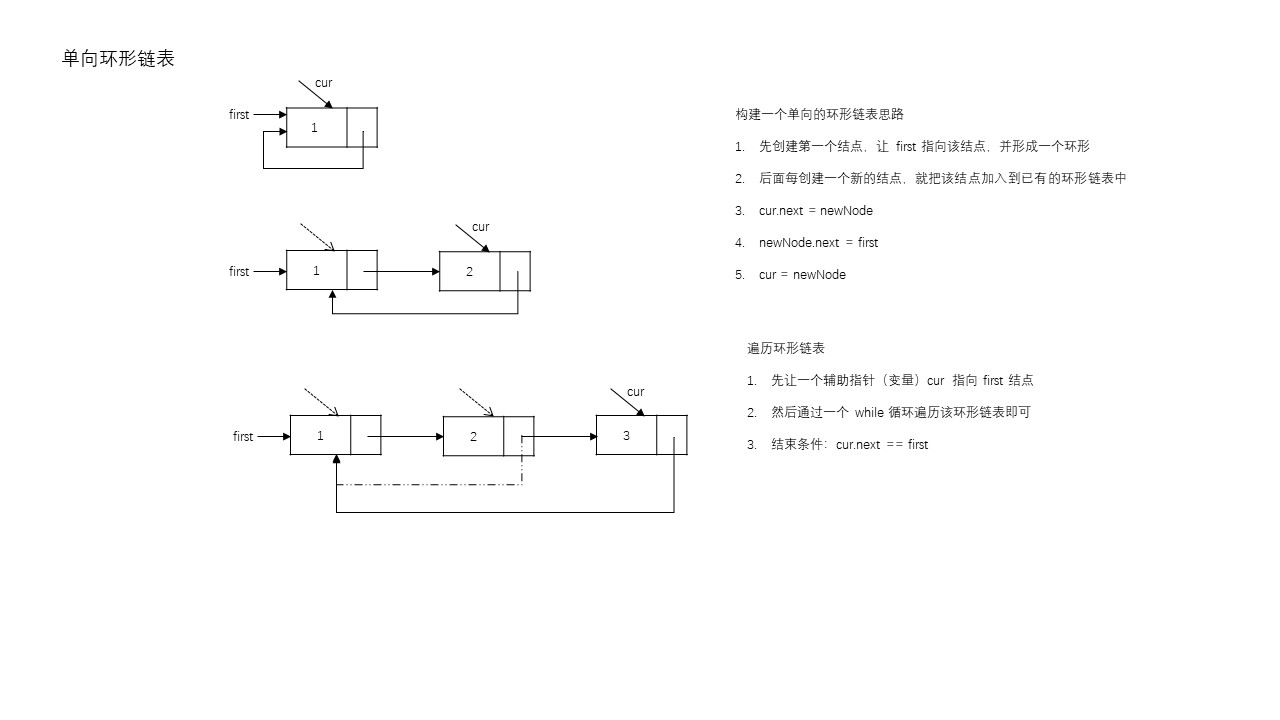 单向环形链表
cur
first
1
cur
first
1
2
cur
first
1
2
3
构建一个单向的环形链表思路
1. 先创建第一个结点，让 first 指向该结点，并形成一个环形
2. 后面每创建一个新的结点，就把该结点加入到已有的环形链表中
3. cur.next = newNode
4. newNode.next = first
5. cur = newNode
遍历环形链表
1. 先让一个辅助指针（变量）cur 指向 first 结点
2. 然后通过一个 while 循环遍历该环形链表即可
3. 结束条件：cur.next == first